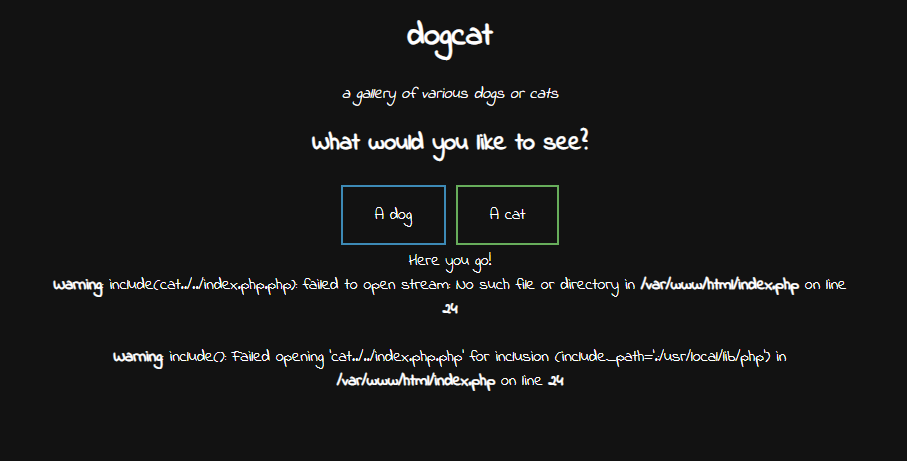 dogcat
a gallery of various dogs or cats
What would you like to see?
A dog
A cat
Here you go!
Warning: include(cat../../index.php.php): failed to open stream: No such file or directory in /var/www/html/index.php on line
24
Warning: include(): Failed opening 'cat../../index.php.php' for inclusion (include_path='.:/usr/local/lib/php') in
/var/www/html/index.php on line 24